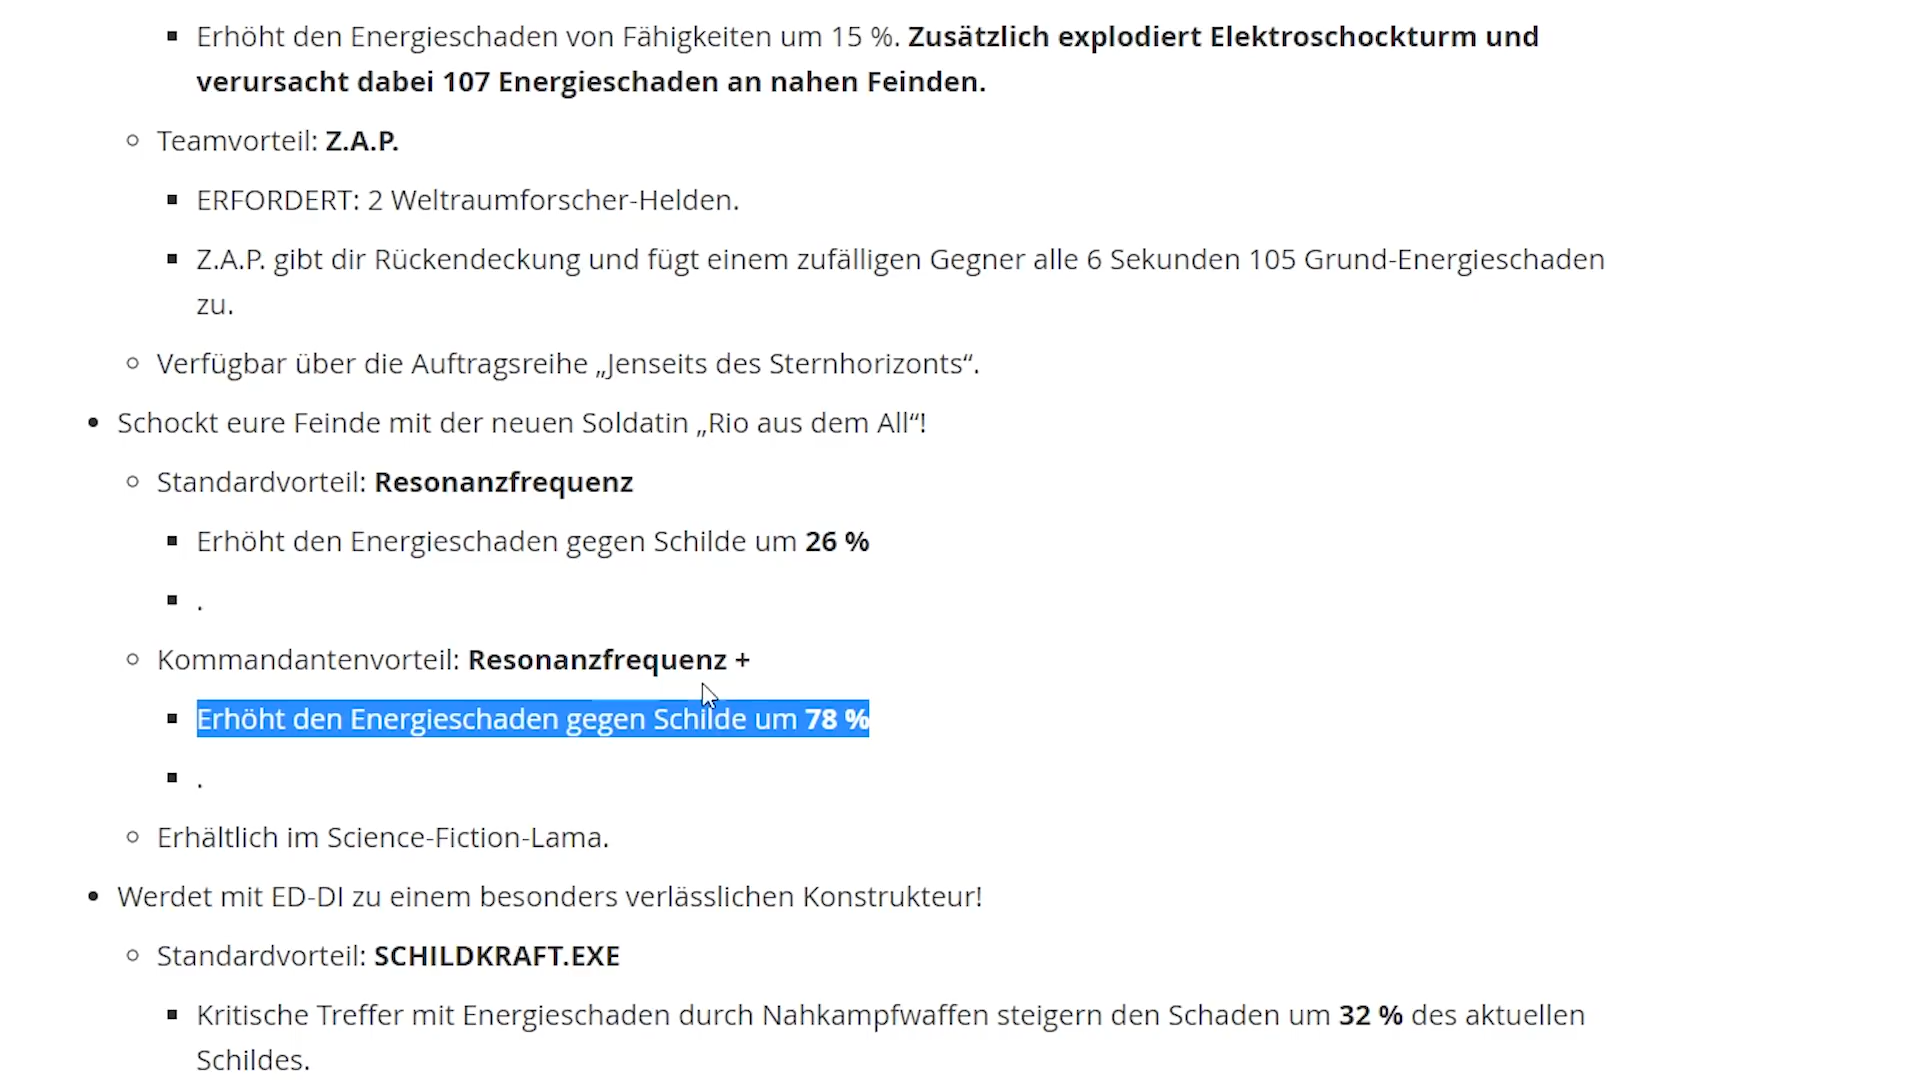 Erhöht den Energieschaden von Fähigkeiten um 15 %. Zusätzlich explodiert Elektroschockturm und
verursacht dabei 107 Energieschaden an nahen Feinden.
Teamvorteil: Z.A.P.
ERFORDERT: 2 Weltraumforscher-Helden.
Z.A.P. gibt dir Rückendeckung und fügt einem zufälligen Gegner alle 6 Sekunden 105 Grund-Energieschaden
zu.
Verfügbar über die Auftragsreihe „Jenseits des Sternhorizonts“.
Schockt eure Feinde mit der neuen Soldatin „Rio aus dem All“!
Standardvorteil: Resonanzfrequenz
Erhöht den Energieschaden gegen Schilde um 26 %
.
Kommandantenvorteil: Resonanzfrequenz +
Erhöht den Energieschaden gegen Schilde um 78 %
.
Erhältlich im Science-Fiction-Lama.
Werdet mit ED-DI zu einem besonders verlässlichen Konstrukteur!
Standardvorteil: SCHILDKRAFT.EXE
Kritische Treffer mit Energieschaden durch Nahkampfwaffen steigern den Schaden um 32 % des aktuellen
Schildes.